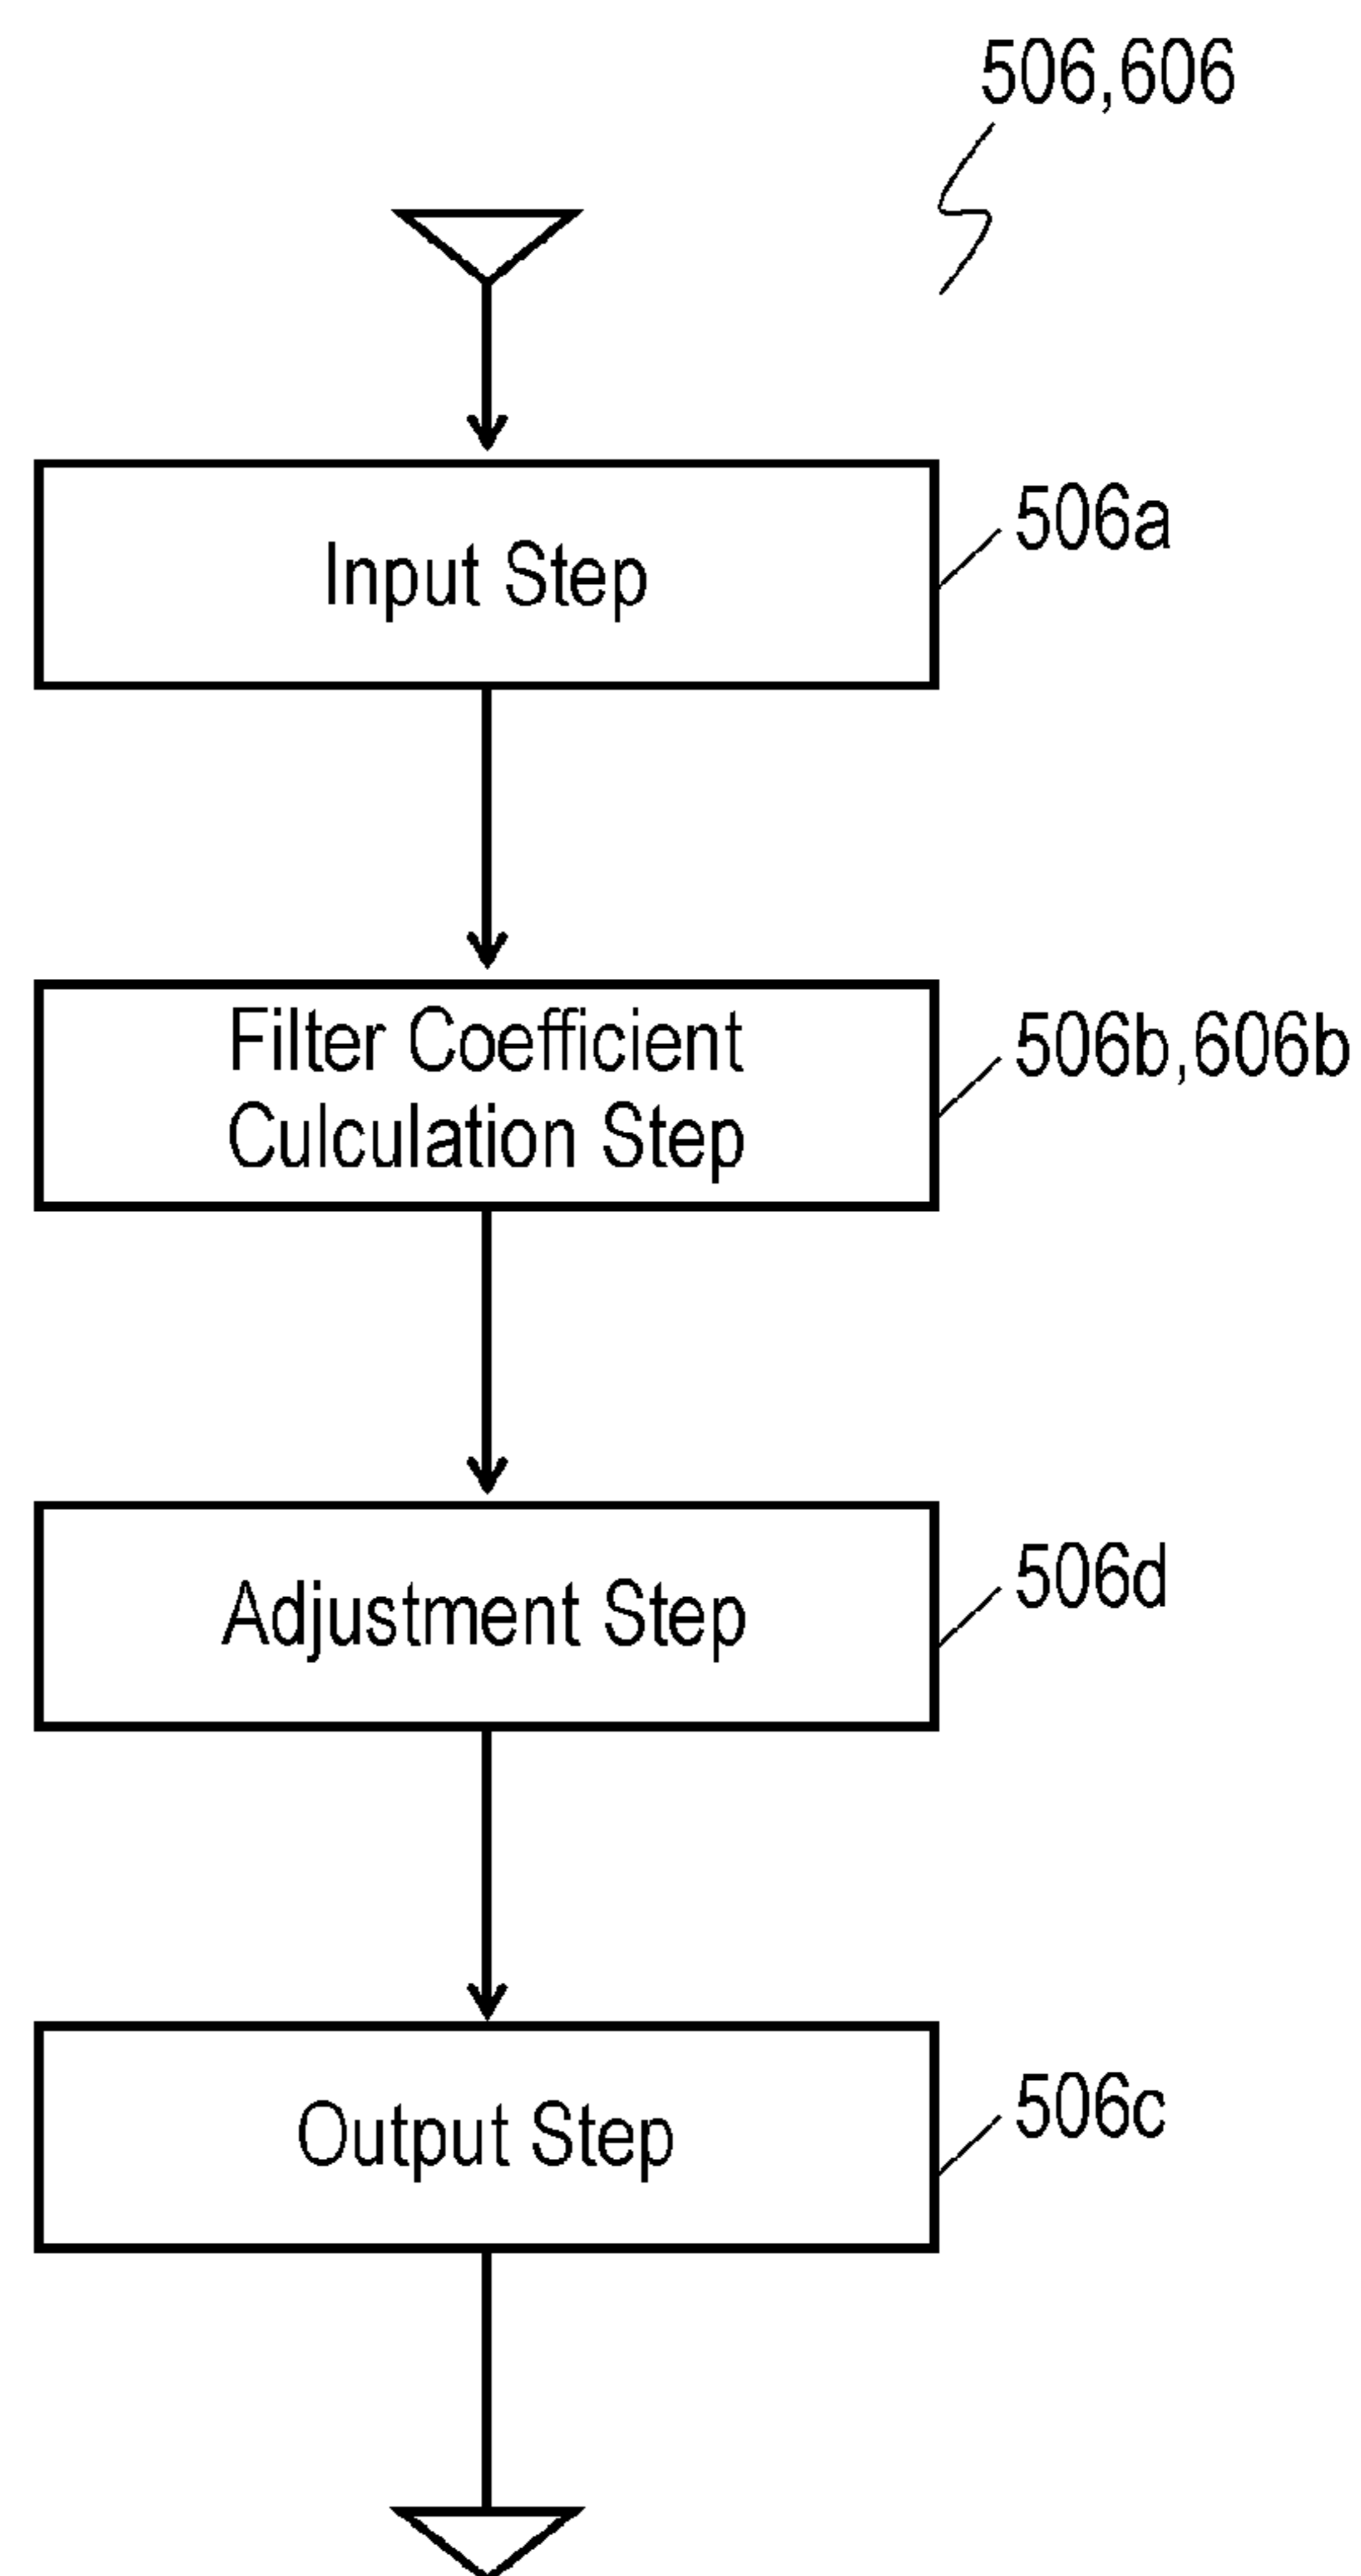 506,606
Input Step
506a
Filter Coefficient
Culculation Step
506b,606b
Adjustment Step
506d
Output Step
506c